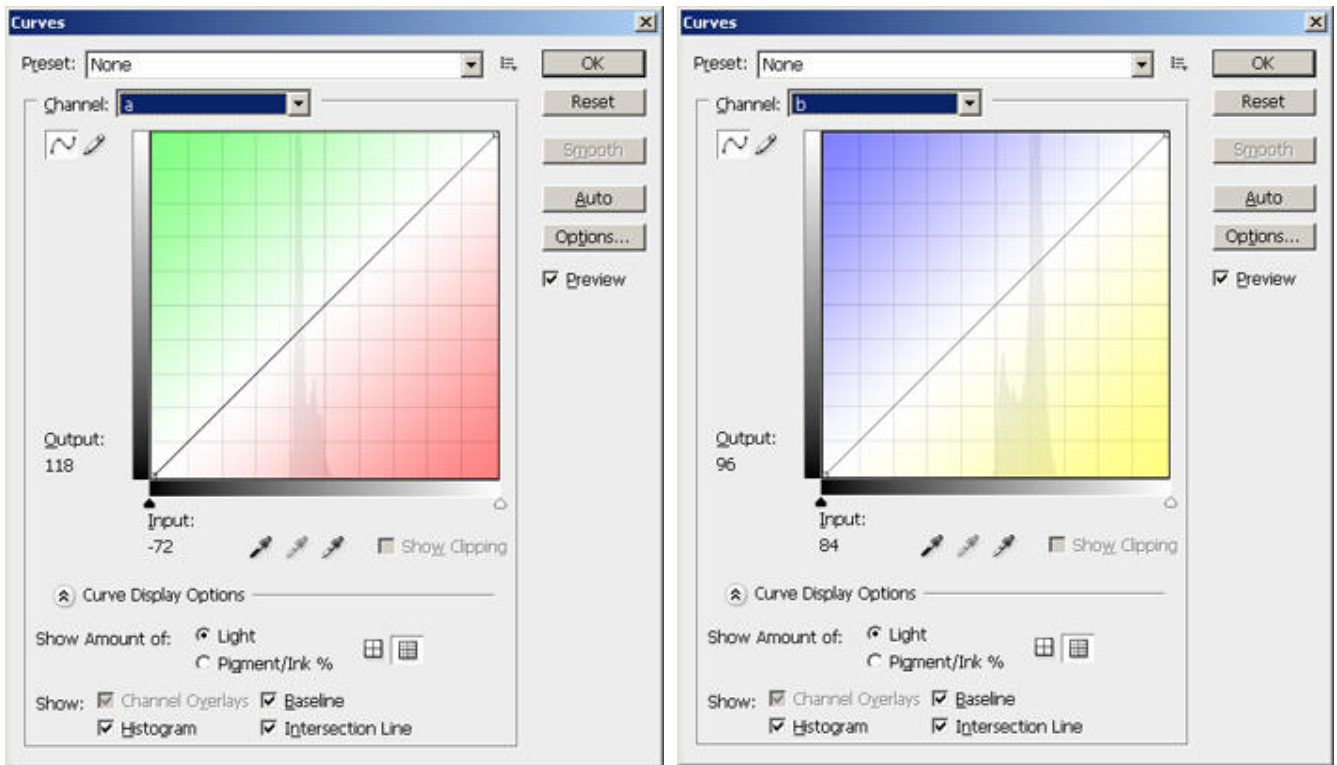 Curves
Preset: None
OK
Channel: a
Reset
Smooth
Auto
Options...
Preview
Output:
118
Input:
-72
Show Clipping
Curve Display Options
Show Amount of:
Light
Pigment/Ink %
Show:
Channel Overlays
Baseline
Histogram
Intersection Line
Curves
Preset: None
OK
Channel: b
Reset
Smooth
Auto
Options...
Preview
Output:
96
Input:
84
Show Clipping
Curve Display Options
Show Amount of:
Light
Pigment/Ink %
Show:
Channel Overlays
Baseline
Histogram
Intersection Line